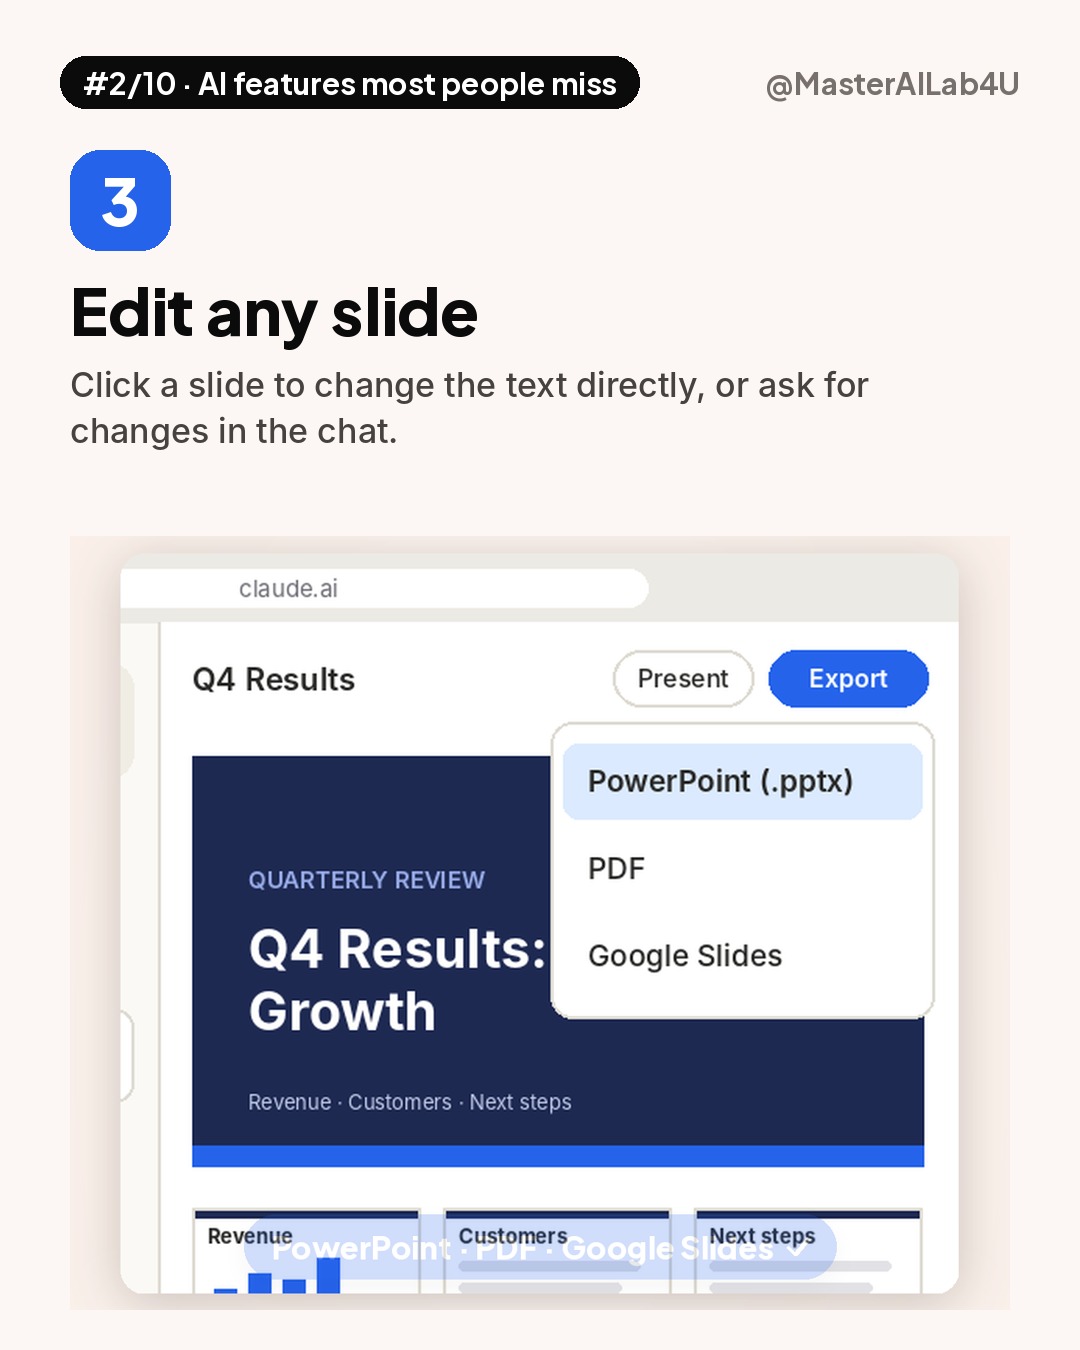 #2/10 · AI features most people miss
@MasterAILab4U
3
Edit any slide
Click a slide to change the text directly, or ask for
changes in the chat.
claude.ai
Q4 Results
Present
Export
PowerPoint (.pptx)
PDF
Google Slides
QUARTERLY REVIEW
Q4 Results:
Growth
Revenue · Customers · Next steps
Revenue
Customers
Next steps
PowerPoint · PDF · Google Slides ✓